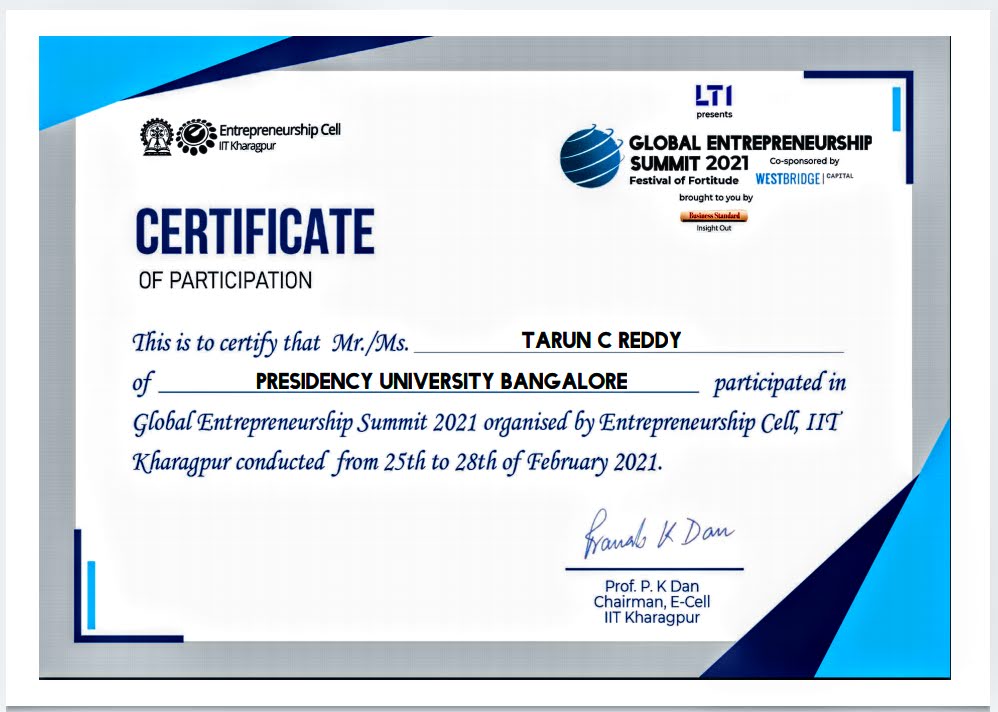 Entrepreneurship Cell
IIT Kharagpur
LTI
presents
GLOBAL ENTREPRENEURSHIP
SUMMIT 2021
Festival of Fortitude
Co-sponsored by
WESTBRIDGE | CAPITAL
brought to you by
Business Standard
Insight Out
CERTIFICATE
OF PARTICIPATION
This is to certify that Mr./Ms. TARUN C REDDY
of PRESIDENCY UNIVERSITY BANGALORE participated in
Global Entrepreneurship Summit 2021 organised by Entrepreneurship Cell, IIT
Kharagpur conducted from 25th to 28th of February 2021.
Pranab K Dan
Prof. P. K Dan
Chairman, E-Cell
IIT Kharagpur